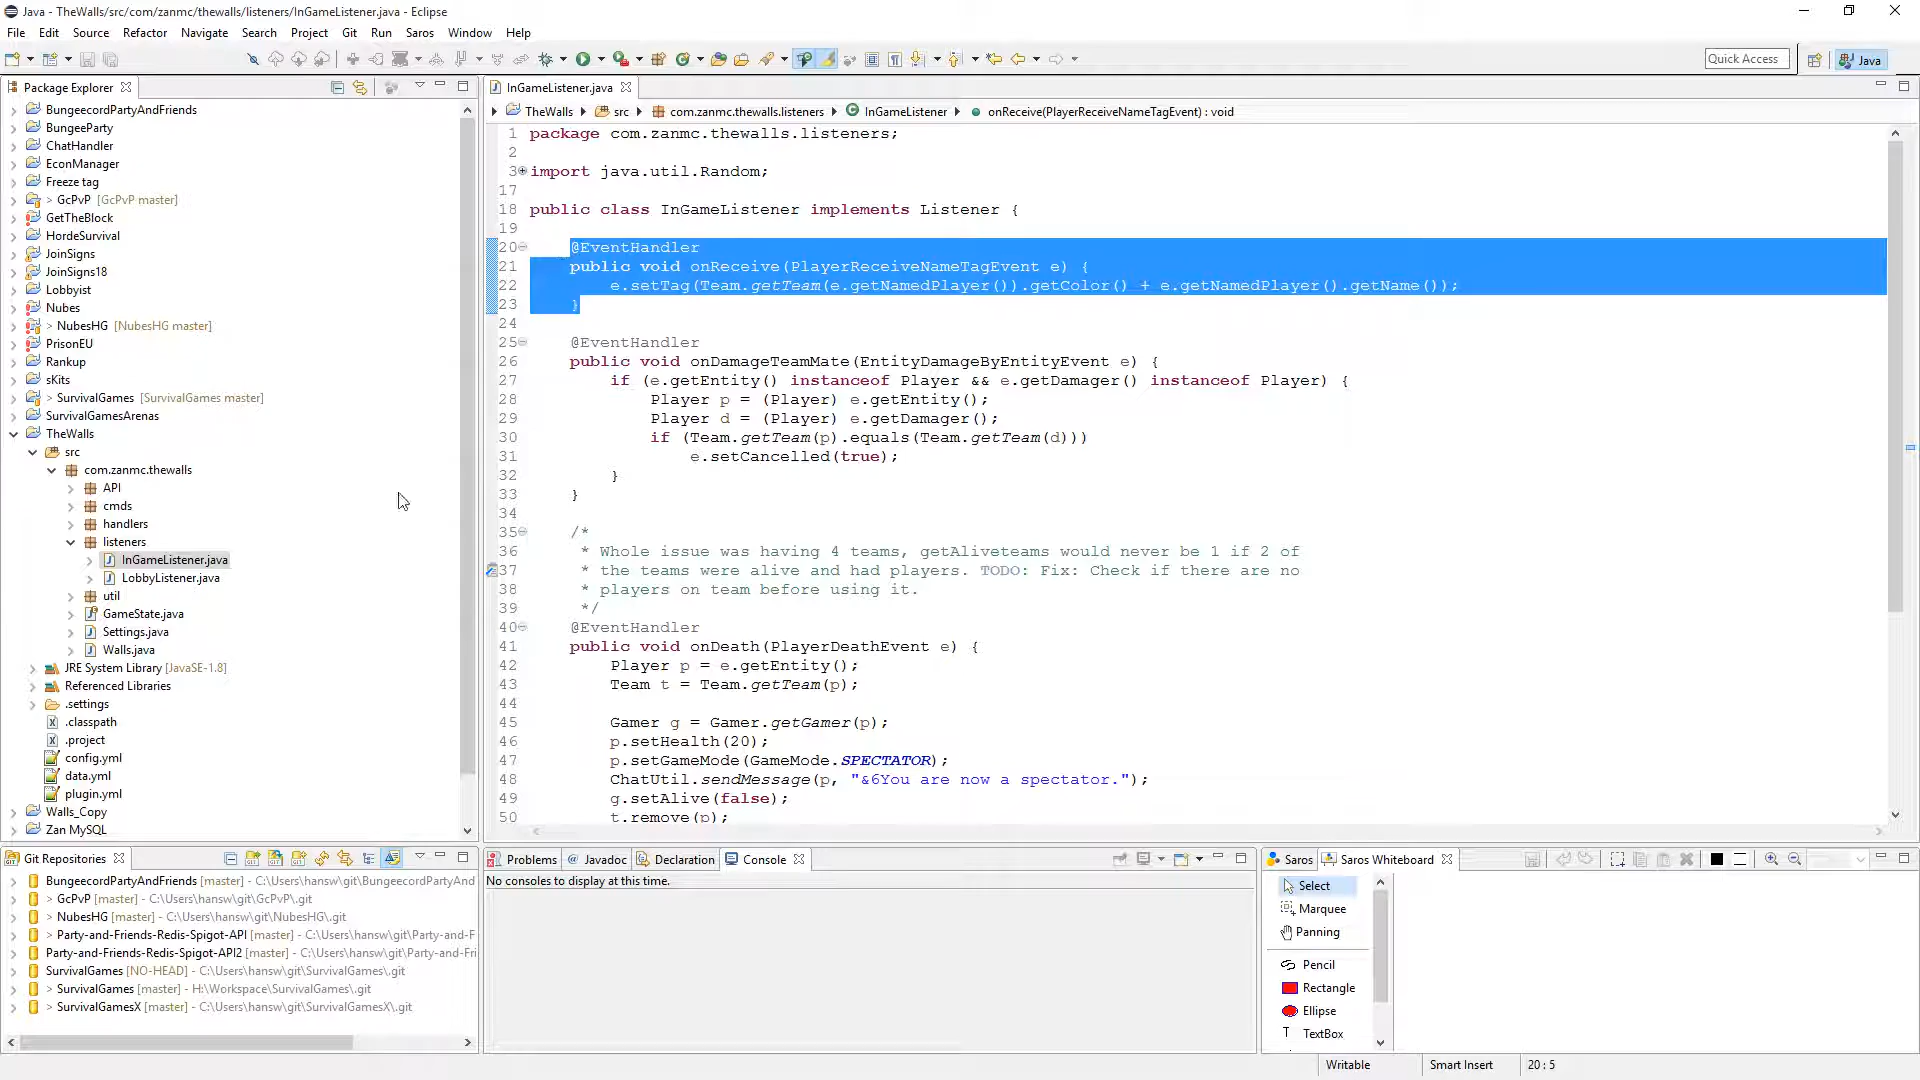 Java - TheWalls/src/com/zanmc/thewalls/listeners/InGameListener.java - Eclipse
File Edit Source Refactor Navigate Search Project Git Run Saros Window Help
Quick Access
Java
Package Explorer
InGameListener.java
TheWalls src com.zanmc.thewalls.listeners InGameListener onReceive(PlayerReceiveNameTagEvent) : void
BungeecordPartyAndFriends
BungeeParty
ChatHandler
EconManager
Freeze tag
> GcPvP [GcPvP master]
GetTheBlock
HordeSurvival
JoinSigns
JoinSigns18
Lobbyist
Nubes
> NubesHG [NubesHG master]
PrisonEU
Rankup
sKits
> SurvivalGames [SurvivalGames master]
SurvivalGamesArenas
TheWalls
src
com.zanmc.thewalls
API
cmds
handlers
listeners
InGameListener.java
LobbyListener.java
util
GameState.java
Settings.java
Walls.java
JRE System Library [JavaSE-1.8]
Referenced Libraries
.settings
.classpath
.project
config.yml
data.yml
plugin.yml
Walls_Copy
Zan MySQL
1 package com.zanmc.thewalls.listeners;
2
3 import java.util.Random;
17
18 public class InGameListener implements Listener {
19
20 @EventHandler
21 public void onReceive(PlayerReceiveNameTagEvent e) {
22 e.setTag(Team.getTeam(e.getNamedPlayer()).getColor() + e.getNamedPlayer().getName());
23 }
24
25 @EventHandler
26 public void onDamageTeamMate(EntityDamageByEntityEvent e) {
27 if (e.getEntity() instanceof Player && e.getDamager() instanceof Player) {
28 Player p = (Player) e.getEntity();
29 Player d = (Player) e.getDamager();
30 if (Team.getTeam(p).equals(Team.getTeam(d)))
31 e.setCancelled(true);
32 }
33 }
34
35 /*
36 * Whole issue was having 4 teams, getAliveteams would never be 1 if 2 of
37 * the teams were alive and had players. TODO: Fix: Check if there are no
38 * players on team before using it.
39 */
40 @EventHandler
41 public void onDeath(PlayerDeathEvent e) {
42 Player p = e.getEntity();
43 Team t = Team.getTeam(p);
44
45 Gamer g = Gamer.getGamer(p);
46 p.setHealth(20);
47 p.setGameMode(GameMode.SPECTATOR);
48 ChatUtil.sendMessage(p, "&6You are now a spectator.");
49 g.setAlive(false);
50 t.remove(p);
Git Repositories
BungeecordPartyAndFriends [master] - C:\Users\hansw\git\BungeecordPartyAnd
> GcPvP [master] - C:\Users\hansw\git\GcPvP\.git
> NubesHG [master] - C:\Users\hansw\git\NubesHG\.git
> Party-and-Friends-Redis-Spigot-API [master] - C:\Users\hansw\git\Party-and-F
Party-and-Friends-Redis-Spigot-API2 [master] - C:\Users\hansw\git\Party-and-Fri
SurvivalGames [NO-HEAD] - C:\Users\hansw\git\SurvivalGames\.git
> SurvivalGames [master] - H:\Workspace\SurvivalGames\.git
> SurvivalGamesX [master] - C:\Users\hansw\git\SurvivalGamesX\.git
Problems @ Javadoc Declaration Console
No consoles to display at this time.
Saros Saros Whiteboard
Select
Marquee
Panning
Pencil
Rectangle
Ellipse
T TextBox
Writable Smart Insert 20 : 5